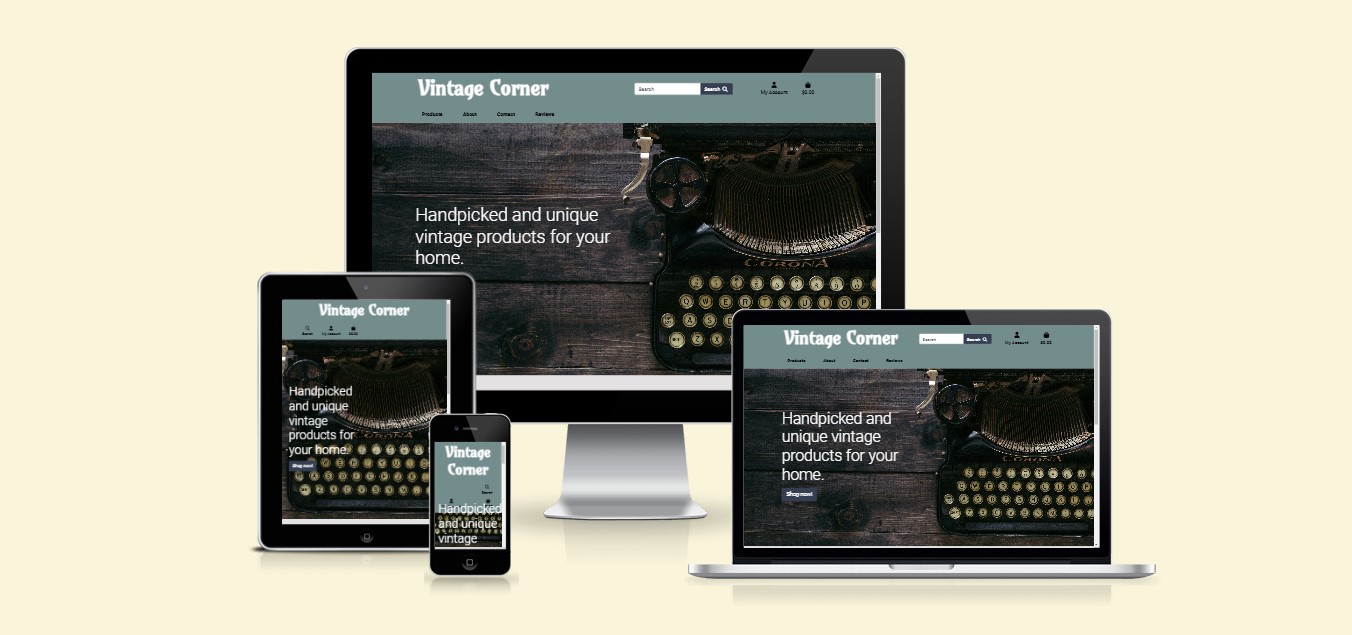 Vintage Corner
Search
Search
My Account
$0.00
Products
About
Contact
Reviews
Handpicked and unique
vintage products for your
home.
CORONA
Q W E R T Y U I O P
A S D
Z X
Vintage Corner
Search
My Account
$0.00
Handpicked
and unique
vintage
products for
your home.
Shop now!
CORONA
Vintage
Corner
Search
Handpicked
and unique
vintage
Vintage Corner
Search
Search
My Account
$0.00
Products
About
Contact
Reviews
Handpicked and
unique vintage
products for your
home.
Shop now!
CORONA